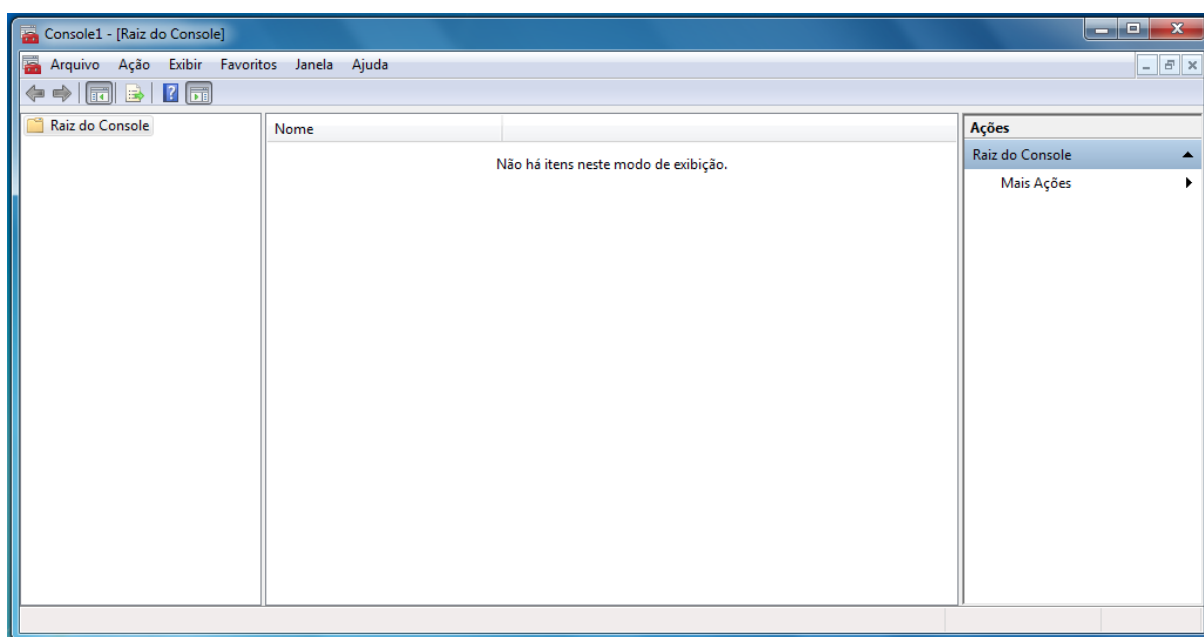 Console1 - [Raiz do Console]
Arquivo Ação Exibir Favoritos Janela Ajuda
Raiz do Console
Nome
Não há itens neste modo de exibição.
Ações
Raiz do Console
Mais Ações